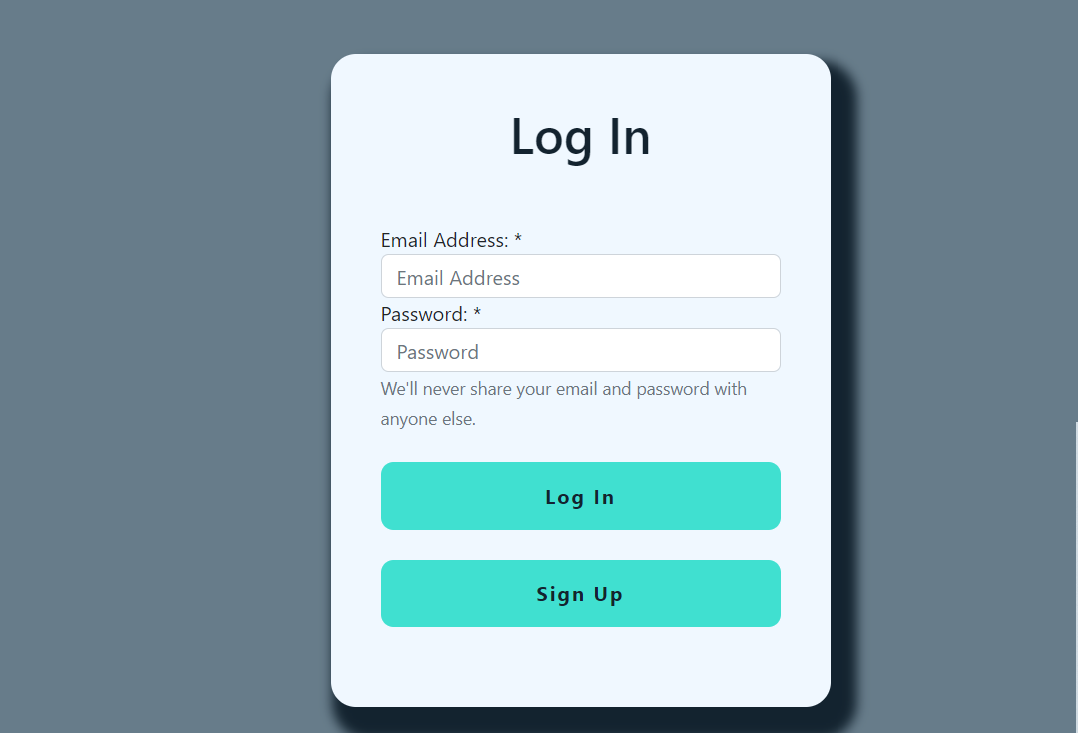 Log In
Email Address: *
Email Address
Password: *
Password
We'll never share your email and password with
anyone else.
Log In
Sign Up